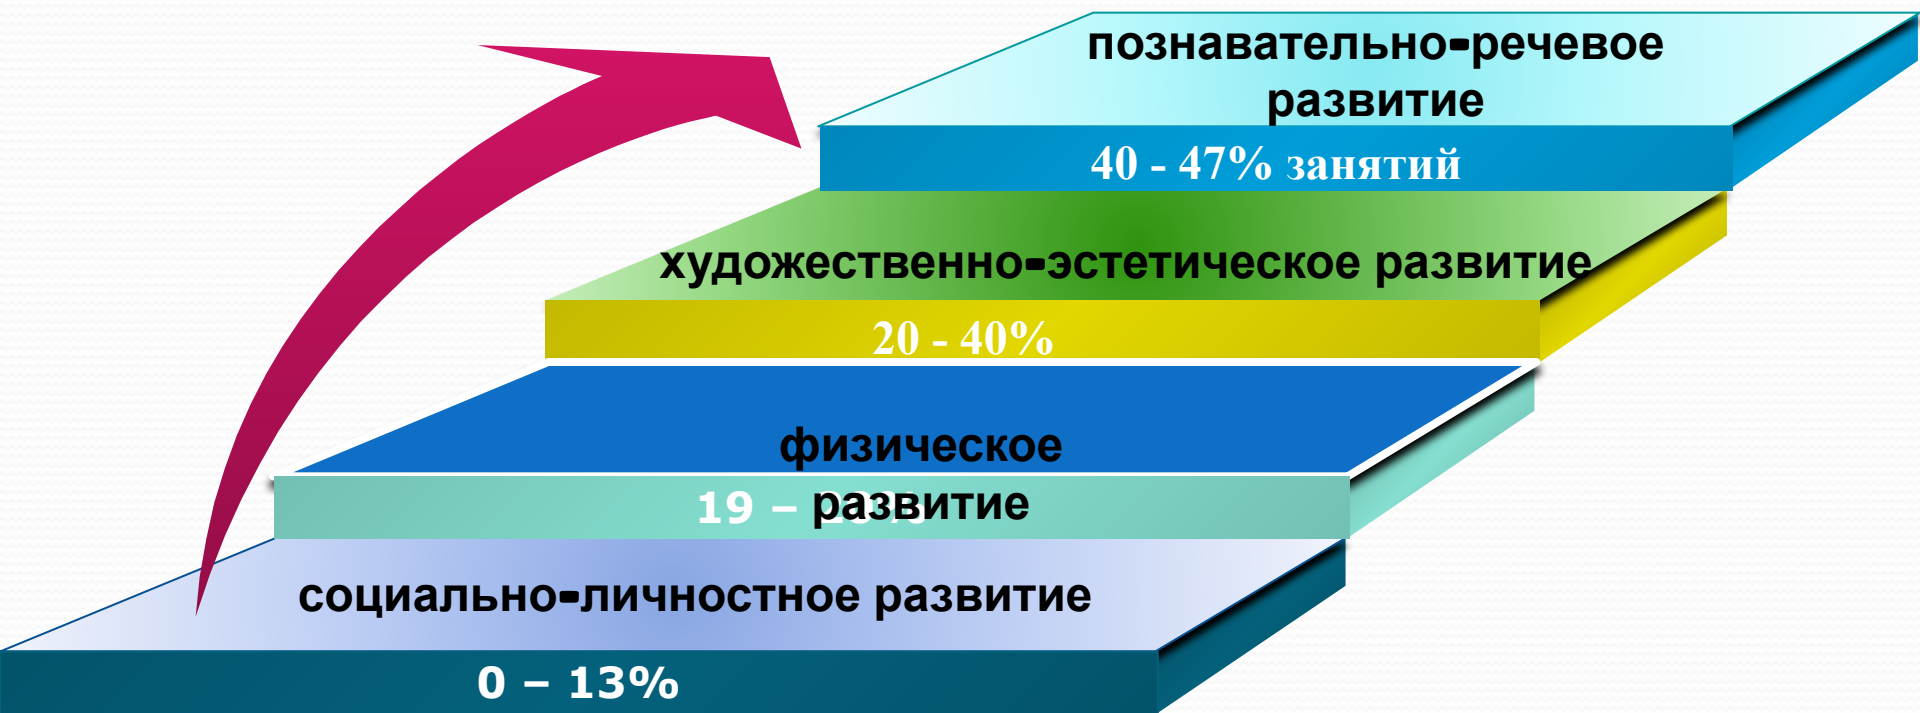 познавательно-речевое
развитие
40 - 47% занятий
художественно-эстетическое развитие
20 - 40%
физическое
развитие
19 –
социально-личностное развитие
0 – 13%